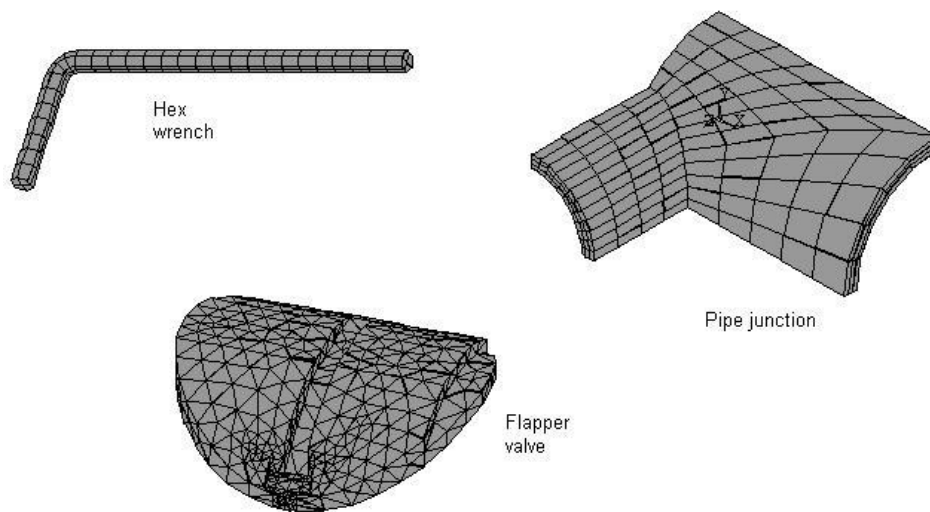 Hex
wrench
Y
Z
X
Pipe junction
Flapper
valve